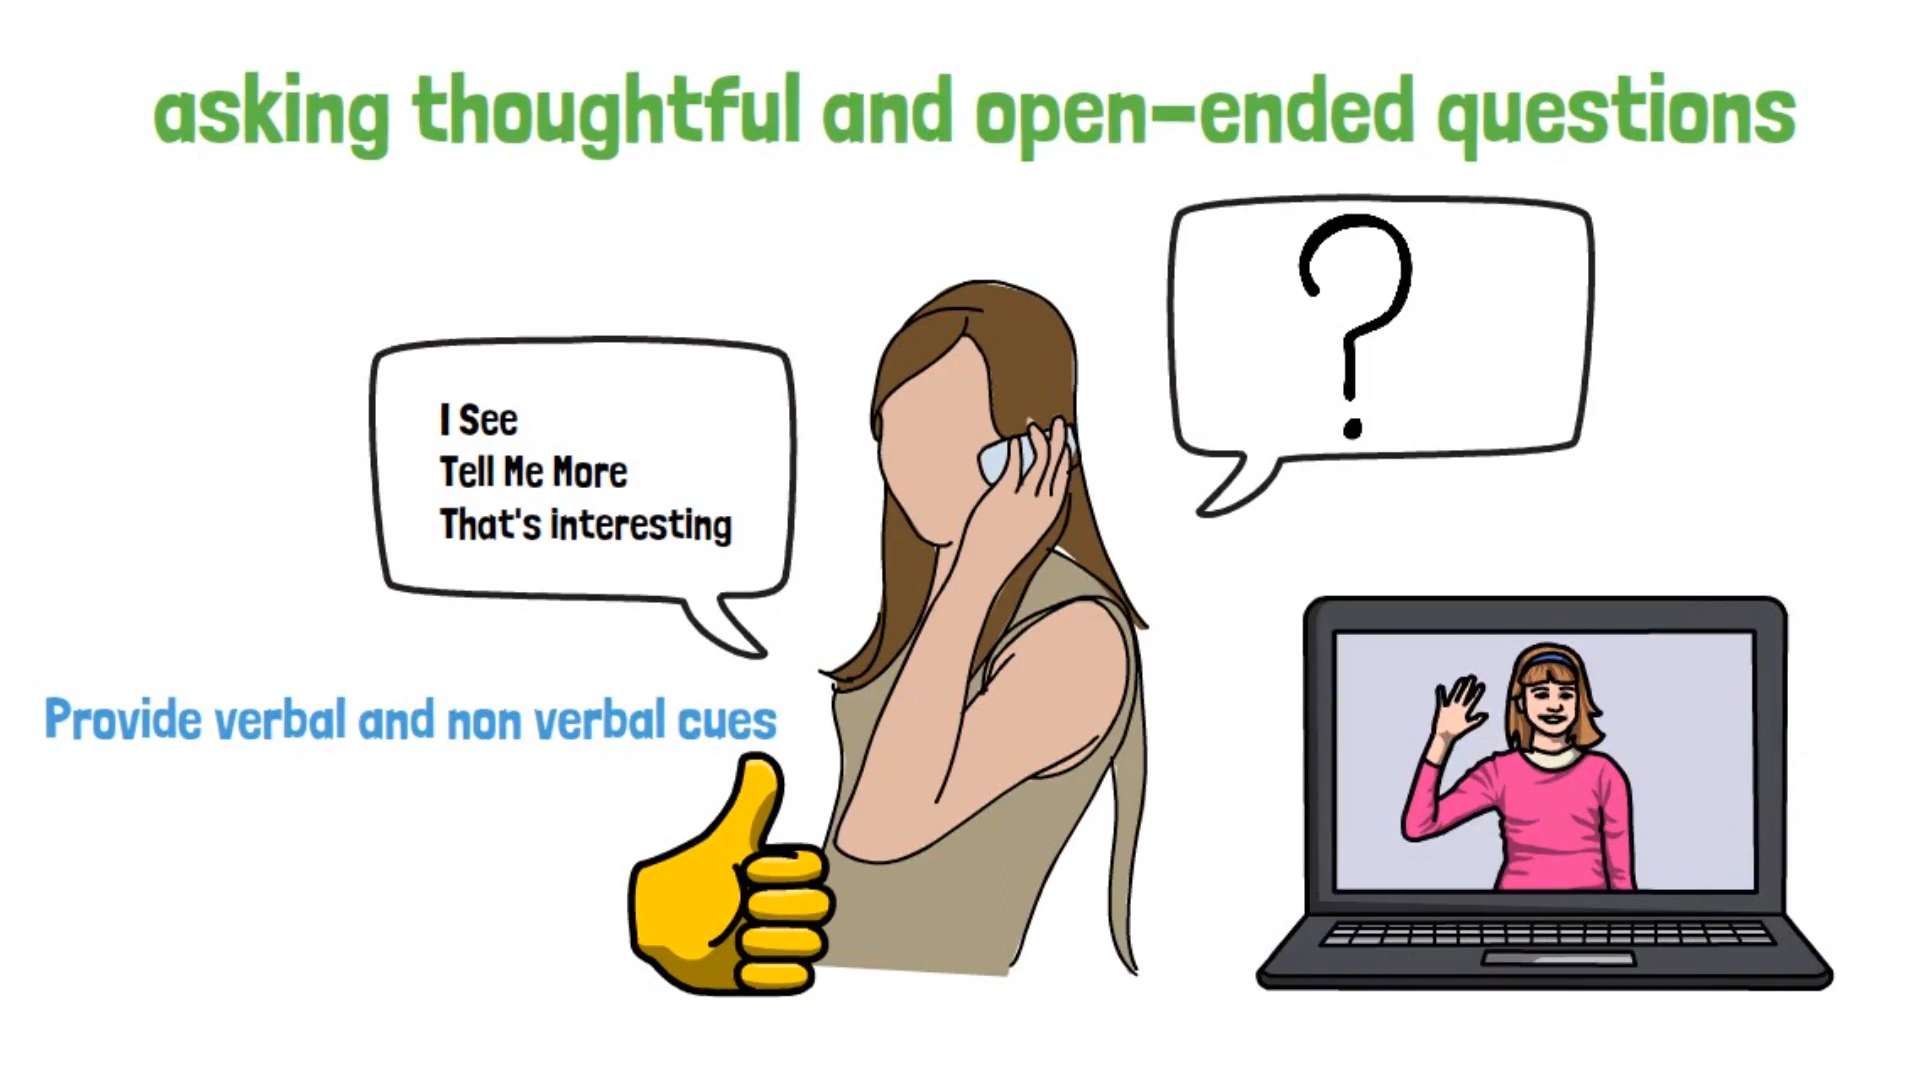 asking thoughtful and open-ended questions
?
I See
Tell Me More
That's interesting
Provide verbal and non verbal cues